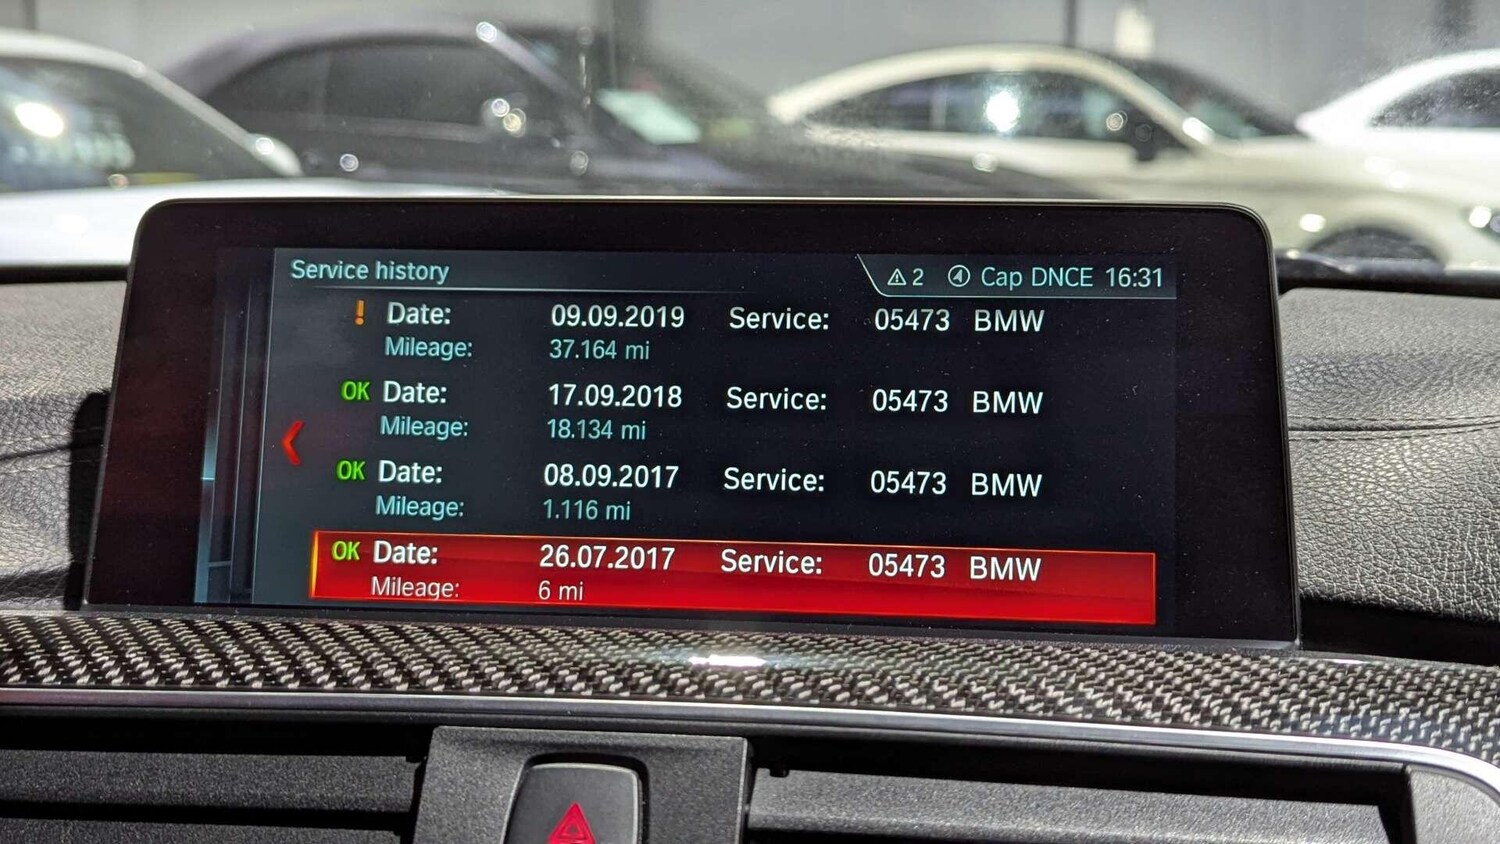 Service history
⚠ 2 Cap DNCE 16:31
! Date: 09.09.2019 Service: 05473 BMW
Mileage: 37.164 mi
OK Date: 17.09.2018 Service: 05473 BMW
Mileage: 18.134 mi
OK Date: 08.09.2017 Service: 05473 BMW
Mileage: 1.116 mi
OK Date: 26.07.2017 Service: 05473 BMW
Mileage: 6 mi